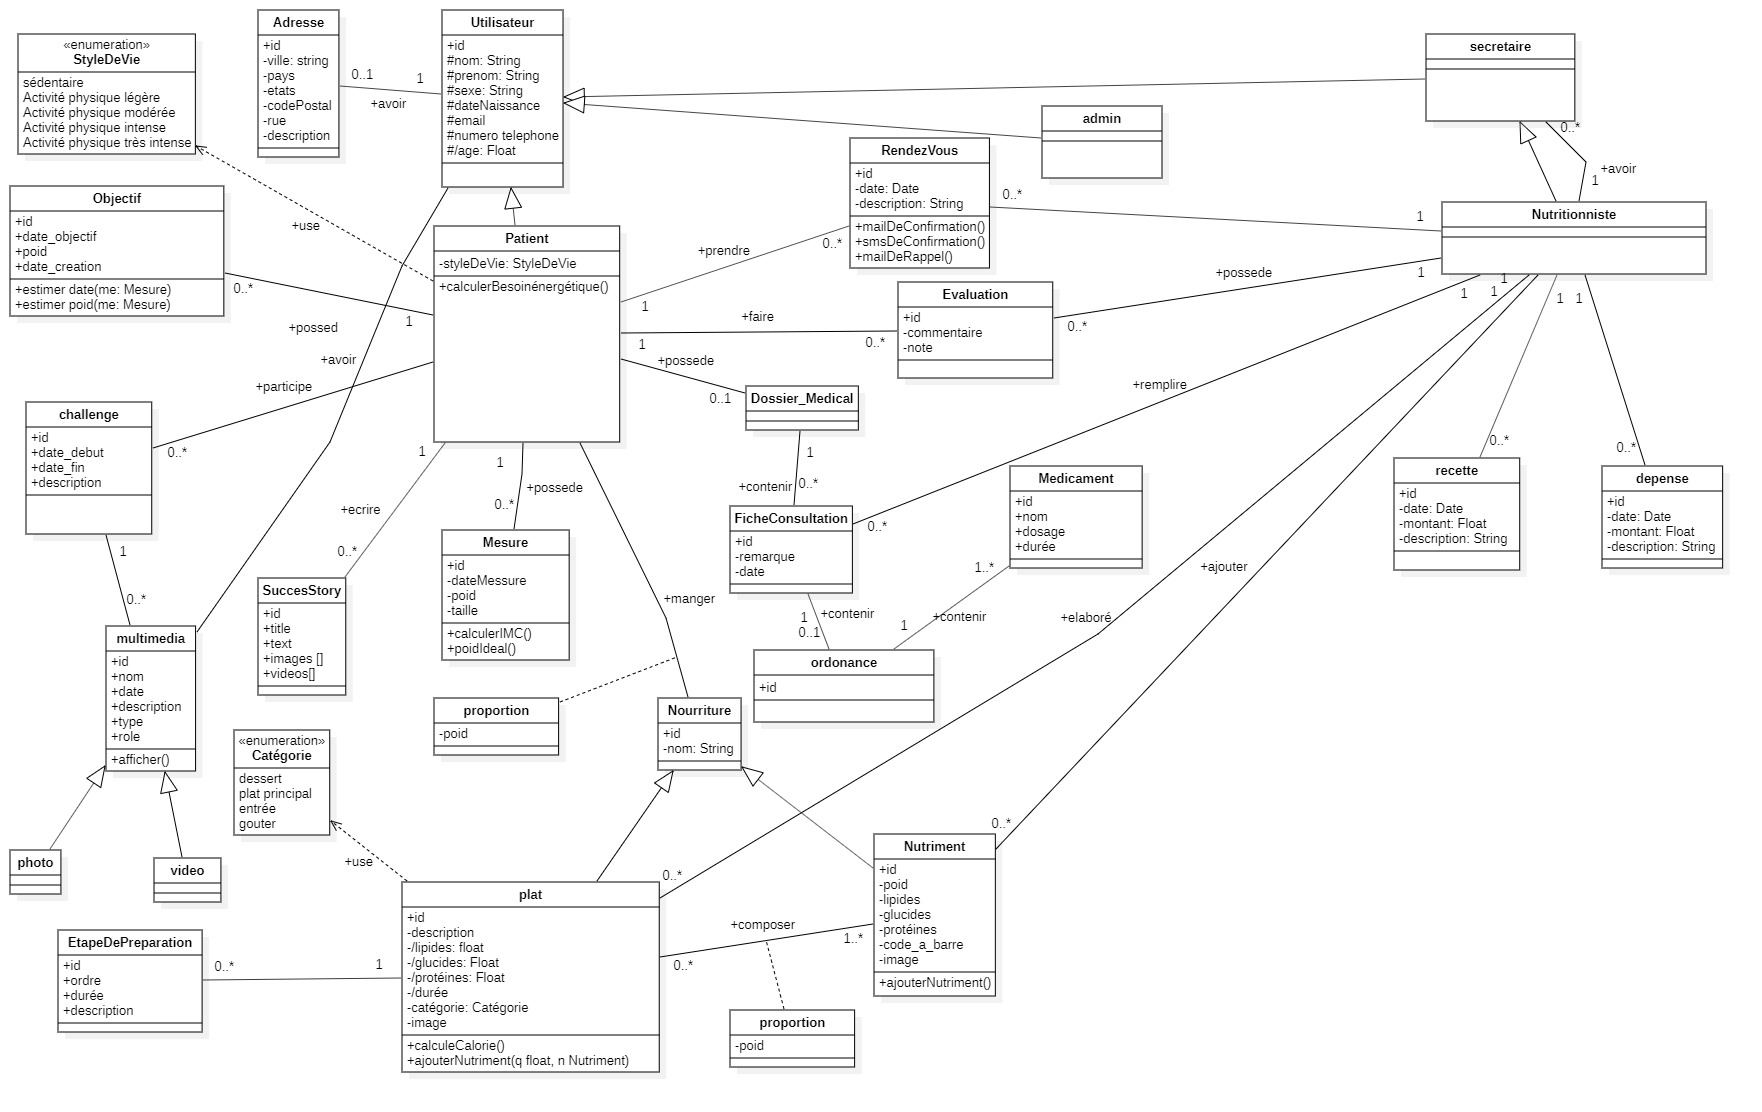 «enumeration»
StyleDeVie
sédentaire
Activité physique légère
Activité physique modérée
Activité physique intense
Activité physique très intense
Adresse
+id
-ville: string
-pays
-etats
-codePostal
-rue
-description
0..1
1
+avoir
Utilisateur
+id
#nom: String
#prenom: String
#sexe: String
#dateNaissance
#email
#numero telephone
#/age: Float
secretaire
0..*
+avoir
1
admin
RendezVous
+id
-date: Date
-description: String
+mailDeConfirmation()
+smsDeConfirmation()
+mailDeRappel()
0..*
1
Nutritionniste
Objectif
+id
+date_objectif
+poid
+date_creation
+estimer date(me: Mesure)
+estimer poid(me: Mesure)
0..*
1
+possed
+use
Patient
-styleDeVie: StyleDeVie
+calculerBesoinénergétique()
+prendre
0..*
1
Evaluation
+id
-commentaire
-note
+faire
1
0..*
+possede
1
0..*
+possede
0..1
Dossier_Medical
+avoir
+participe
0..*
challenge
+id
+date_debut
+date_fin
+description
1
0..*
multimedia
+id
+nom
+date
+description
+type
+role
+afficher()
photo
video
1
+ecrire
0..*
SuccesStory
+id
+title
+text
+images []
+videos[]
1
+possede
0..*
Mesure
+id
-dateMessure
-poid
-taille
+calculerIMC()
+poidIdeal()
+manger
proportion
-poid
Nourriture
+id
-nom: String
1
+contenir
0..*
FicheConsultation
+id
-remarque
-date
+remplire
1
0..*
Medicament
+id
+nom
+dosage
+durée
1..*
+contenir
1
1
+contenir
0..1
ordonance
+id
1
1
1
1
+elaboré
+ajouter
0..*
recette
+id
-date: Date
-montant: Float
-description: String
0..*
depense
+id
-date: Date
-montant: Float
-description: String
«enumeration»
Catégorie
dessert
plat principal
entrée
gouter
+use
plat
+id
-description
-/lipides: float
-/glucides: Float
-/protéines: Float
-/durée
-catégorie: Catégorie
-image
+calculeCalorie()
+ajouterNutriment(q float, n Nutriment)
0..*
0..*
Nutriment
+id
-poid
-lipides
-glucides
-protéines
-code_a_barre
-image
+ajouterNutriment()
+composer
0..*
1..*
proportion
-poid
EtapeDePreparation
+id
+ordre
+durée
+description
0..*
1